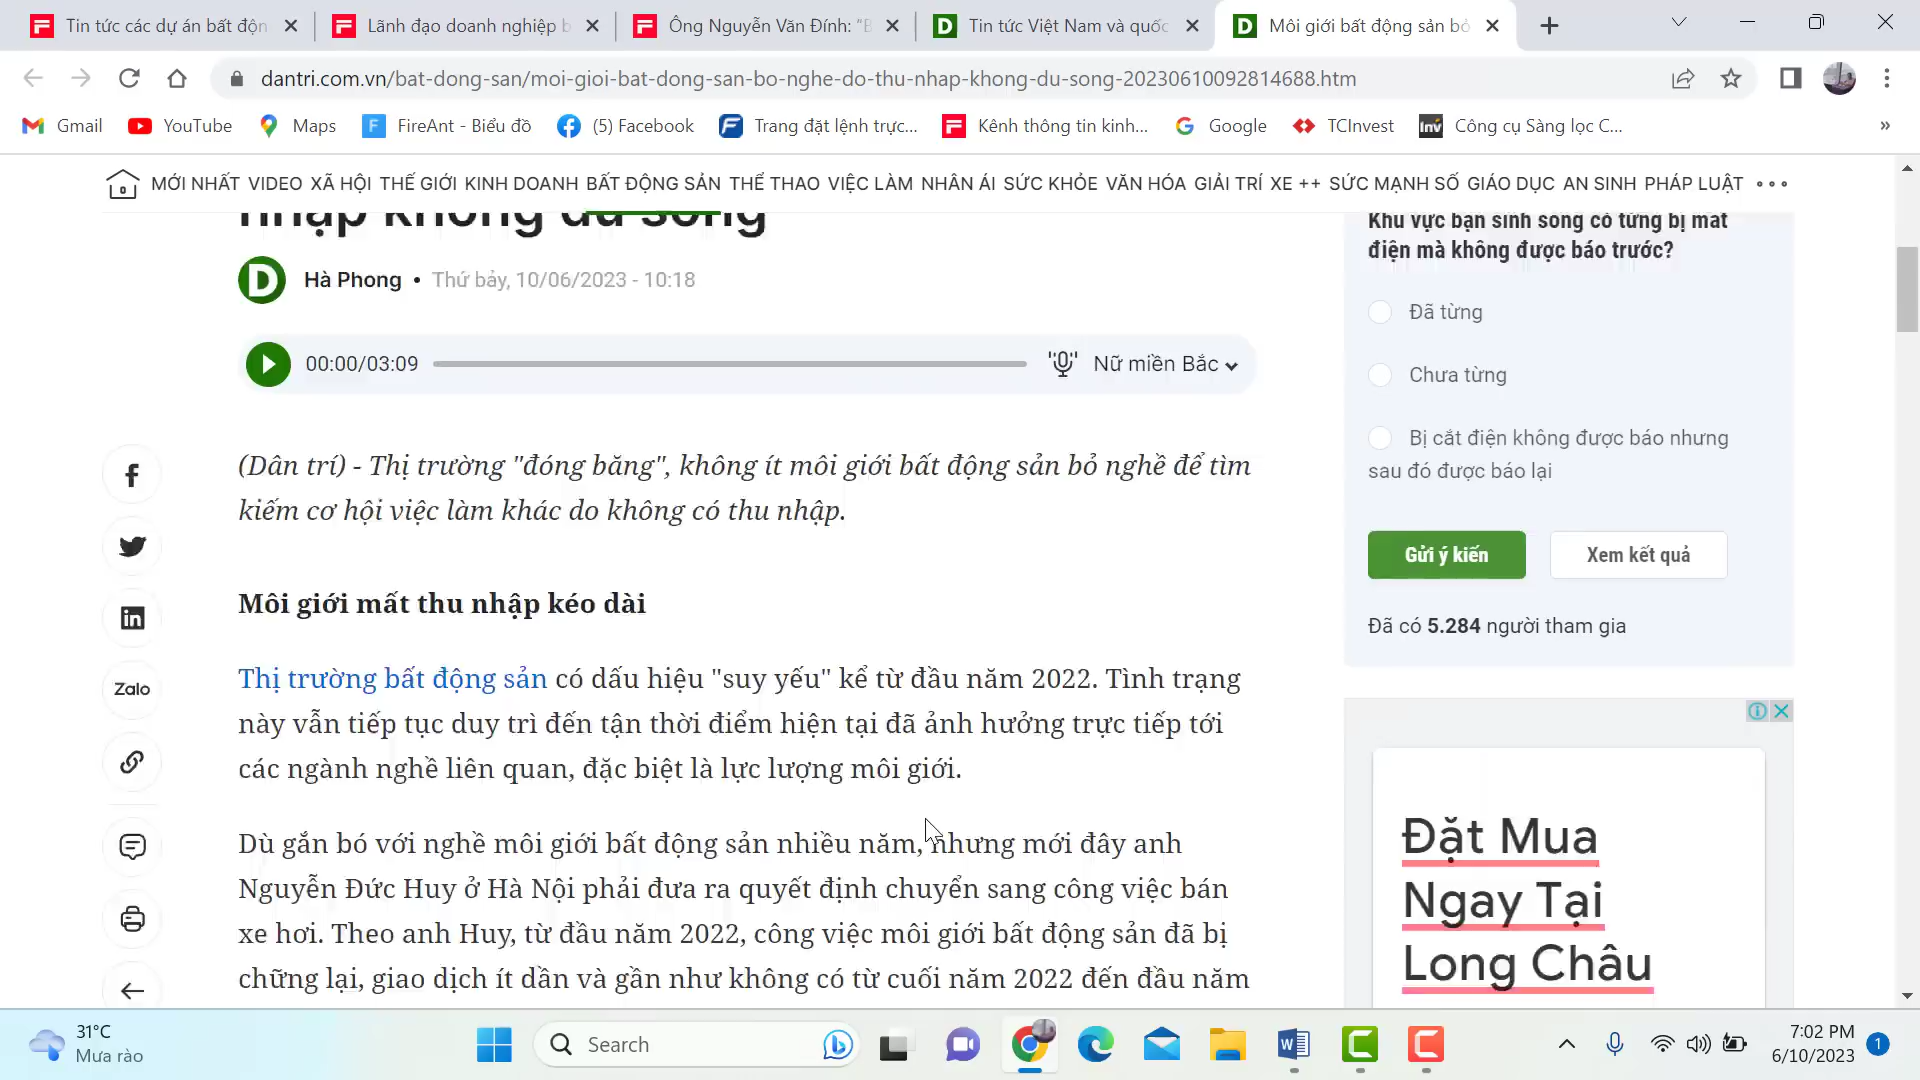 Tin tức các dự án bất độn
Lãnh đạo doanh nghiệp b
Ông Nguyễn Văn Đính: "B
Tin tức Việt Nam và quốc
Môi giới bất động sản bỏ
dantri.com.vn/bat-dong-san/moi-gioi-bat-dong-san-bo-nghe-do-thu-nhap-khong-du-song-20230610092814688.htm
Gmail
YouTube
Maps
FireAnt - Biểu đồ
(5) Facebook
Trang đặt lệnh trực...
Kênh thông tin kinh...
Google
TCInvest
Công cụ Sàng lọc C...
MỚI NHẤT VIDEO XÃ HỘI THẾ GIỚI KINH DOANH BẤT ĐỘNG SẢN THỂ THAO VIỆC LÀM NHÂN ÁI SỨC KHỎE VĂN HÓA GIẢI TRÍ XE ++ SỨC MẠNH SỐ GIÁO DỤC AN SINH PHÁP LUẬT
nhập không đủ sống
Hà Phong • Thứ bảy, 10/06/2023 - 10:18
00:00/03:09
Nữ miền Bắc
(Dân trí) - Thị trường "đóng băng", không ít môi giới bất động sản bỏ nghề để tìm
kiếm cơ hội việc làm khác do không có thu nhập.
Môi giới mất thu nhập kéo dài
Thị trường bất động sản có dấu hiệu "suy yếu" kể từ đầu năm 2022. Tình trạng
này vẫn tiếp tục duy trì đến tận thời điểm hiện tại đã ảnh hưởng trực tiếp tới
các ngành nghề liên quan, đặc biệt là lực lượng môi giới.
Dù gắn bó với nghề môi giới bất động sản nhiều năm, nhưng mới đây anh
Nguyễn Đức Huy ở Hà Nội phải đưa ra quyết định chuyển sang công việc bán
xe hơi. Theo anh Huy, từ đầu năm 2022, công việc môi giới bất động sản đã bị
chững lại, giao dịch ít dần và gần như không có từ cuối năm 2022 đến đầu năm
Zalo
Khu vực bạn sinh sống có từng bị mất
điện mà không được báo trước?
Đã từng
Chưa từng
Bị cắt điện không được báo nhưng
sau đó được báo lại
Gửi ý kiến
Xem kết quả
Đã có 5.284 người tham gia
Đặt Mua
Ngay Tại
Long Châu
31°C
Mưa rào
Search
7:02 PM
6/10/2023
1